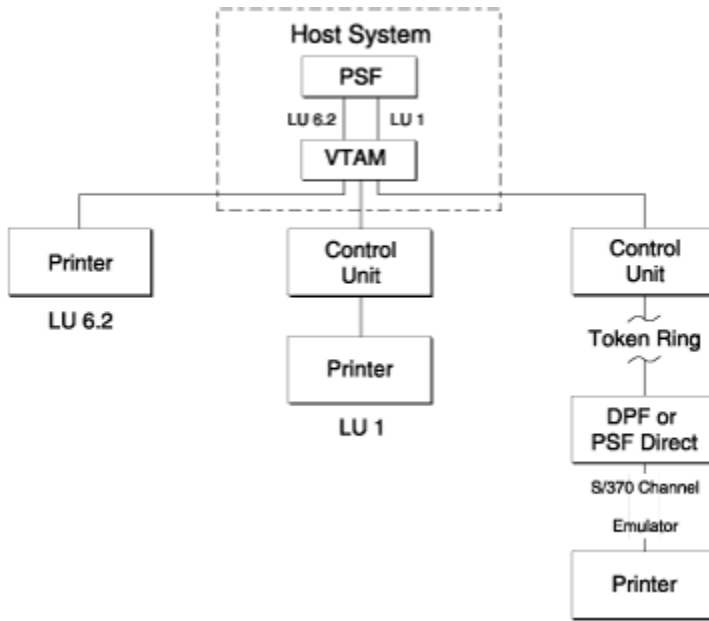 Host System
PSF
LU 6.2
LU 1
VTAM
Printer
LU 6.2
Control
Unit
Printer
LU 1
Control
Unit
Token Ring
DPF or
PSF Direct
S/370 Channel
Emulator
Printer